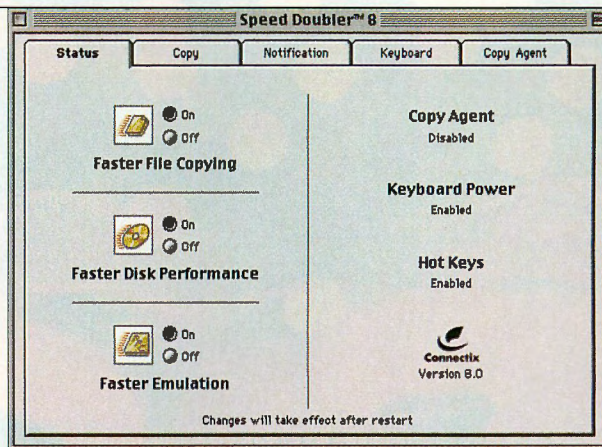 Speed Doubler™ 8
Status
Copy
Notification
Keyboard
Copy Agent
On
Off
Faster File Copying
On
Off
Faster Disk Performance
On
Off
Faster Emulation
Copy Agent
Disabled
Keyboard Power
Enabled
Hot Keys
Enabled
Connectix
Version 8.0
Changes will take effect after restart